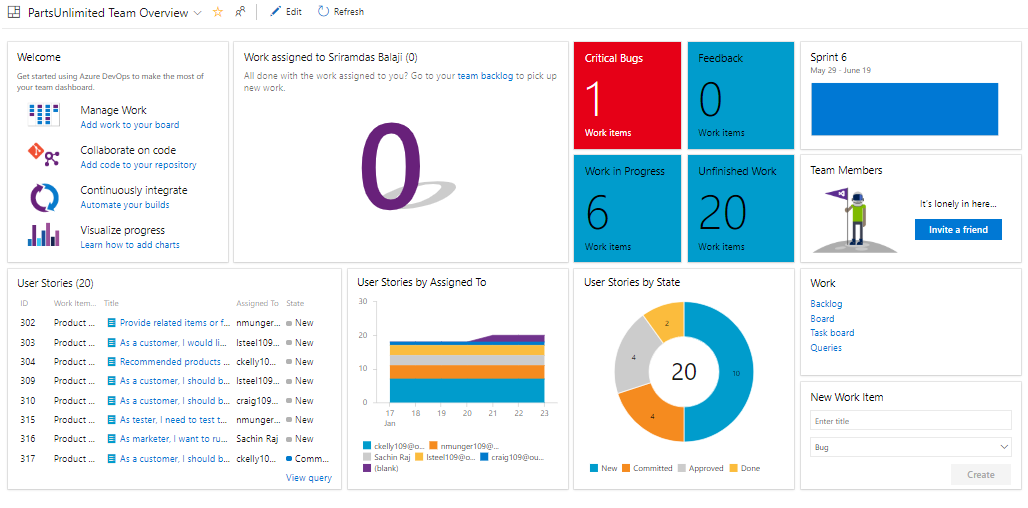 PartsUnlimited Team Overview
Edit
Refresh
Welcome
Get started using Azure DevOps to make the most of
your team dashboard.
Manage Work
Add work to your board
Collaborate on code
Add code to your repository
Continuously integrate
Automate your builds
Visualize progress
Learn how to add charts
Work assigned to Sriramdas Balaji (0)
All done with the work assigned to you? Go to your team backlog to pick up
new work.
0
Critical Bugs
1
Work items
Feedback
0
Work items
Work in Progress
6
Work items
Unfinished Work
20
Work items
Sprint 6
May 29 - June 19
Team Members
It's lonely in here...
Invite a friend
User Stories (20)
ID Work Item... Title Assigned To State
302 Product ... Provide related items or f... nmunger... New
303 Product ... As a customer, I would li... lsteel109... New
304 Product ... Recommended products ... ckelly10... New
309 Product ... As a customer, I should b... lsteel109... New
310 Product ... As a customer, I should b... craig109... New
315 Product ... As tester, I need to test t... nmunger... New
316 Product ... As marketer, I want to ru... Sachin Raj New
317 Product ... As a customer, I should b... ckelly10... Comm...
View query
User Stories by Assigned To
30
20
10
0
17 18 19 20 21 22 23
Jan
ckelly109@o... nmunger109@...
Sachin Raj lsteel109@o... craig109@ou...
(blank)
User Stories by State
2
4
20
10
4
New Committed Approved Done
Work
Backlog
Board
Task board
Queries
New Work Item
Enter title
Bug
Create